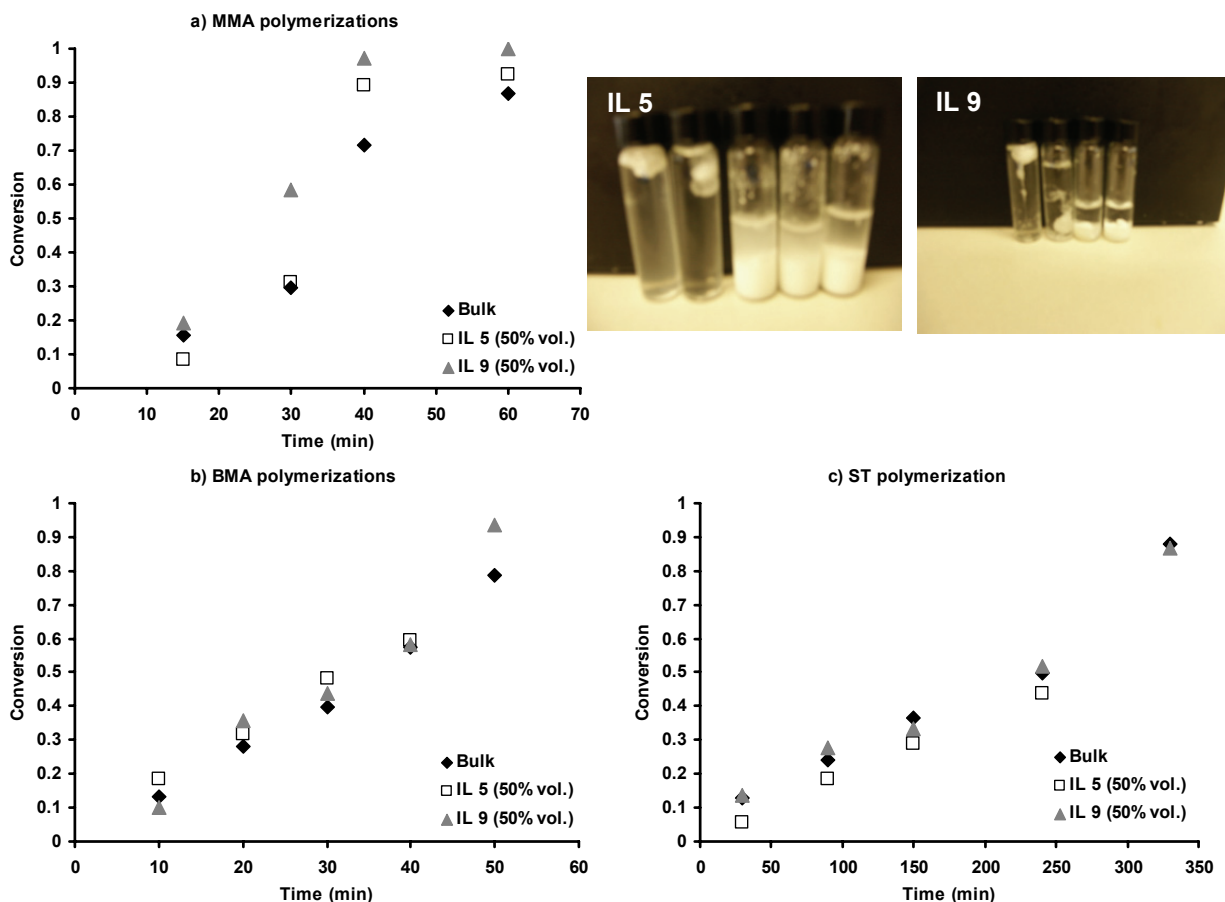 a) MMA polymerizations
1
0.9
0.8
0.7
0.6
0.5
0.4
0.3
0.2
0.1
0
Conversion
Bulk
IL 5 (50% vol.)
IL 9 (50% vol.)
0 10 20 30 40 50 60 70
Time (min)
IL 5
IL 9
b) BMA polymerizations
1
0.9
0.8
0.7
0.6
0.5
0.4
0.3
0.2
0.1
0
Conversion
Bulk
IL 5 (50% vol.)
IL 9 (50% vol.)
0 10 20 30 40 50 60
Time (min)
c) ST polymerization
1
0.9
0.8
0.7
0.6
0.5
0.4
0.3
0.2
0.1
0
Conversion
Bulk
IL 5 (50% vol.)
IL 9 (50% vol.)
0 50 100 150 200 250 300 350
Time (min)